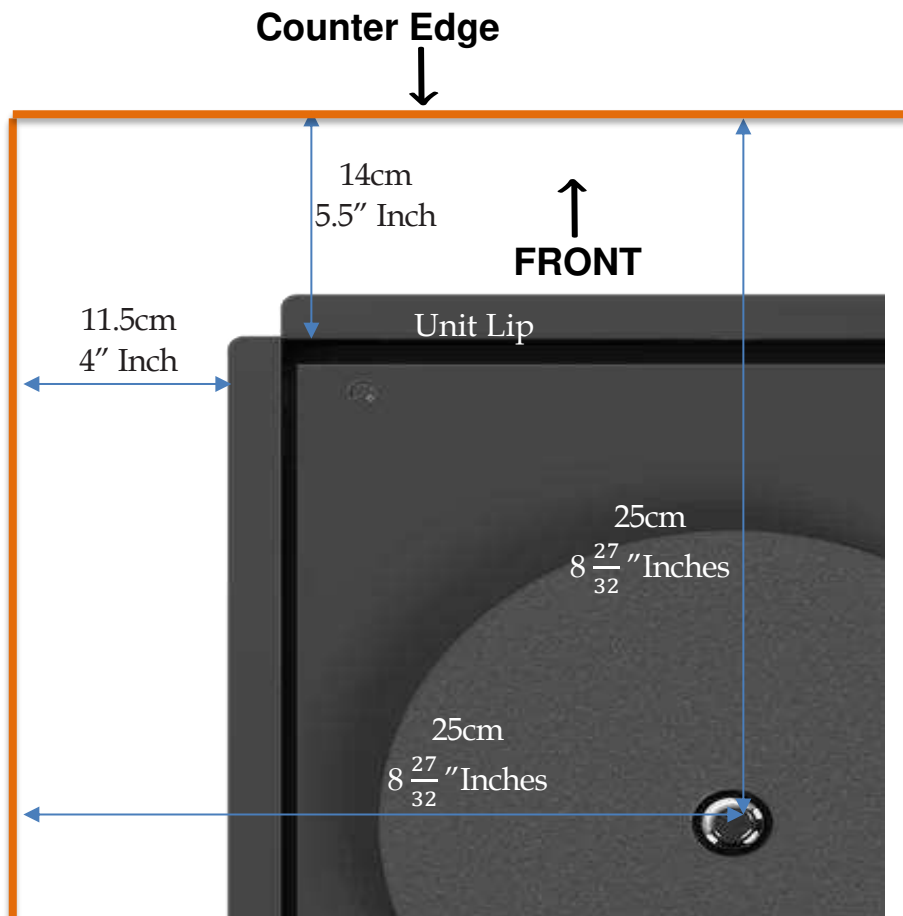 Counter Edge
↓
14cm
5.5” Inch
↑
FRONT
11.5cm
4” Inch
Unit Lip
25cm
8 27/32 ”Inches
25cm
8 27/32 ”Inches